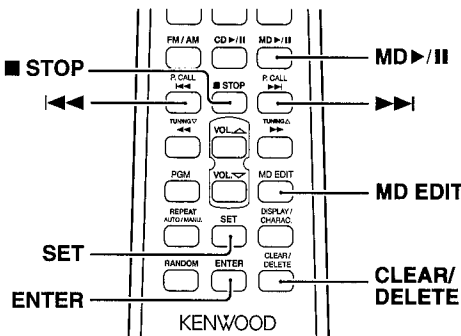 FM / AM CD ►/II MD ►/II
MD►/II
■ STOP
P. CALL ■ STOP P. CALL
|◄◄ ►►|
|◄◄ ►►|
TUNING▽ TUNING△
◄◄ VOL.△ ►►
PGM VOL.▽ MD EDIT
MD EDIT
REPEAT SET DISPLAY /
AUTO / MANU. CHARAC.
SET
RANDOM ENTER CLEAR/
DELETE
CLEAR/
DELETE
ENTER
KENWOOD